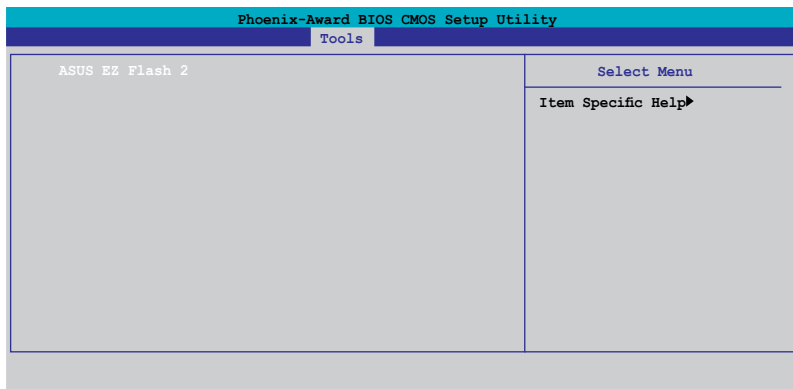 Phoenix-Award BIOS CMOS Setup Utility
Tools
ASUS EZ Flash 2
Select Menu
Item Specific Help